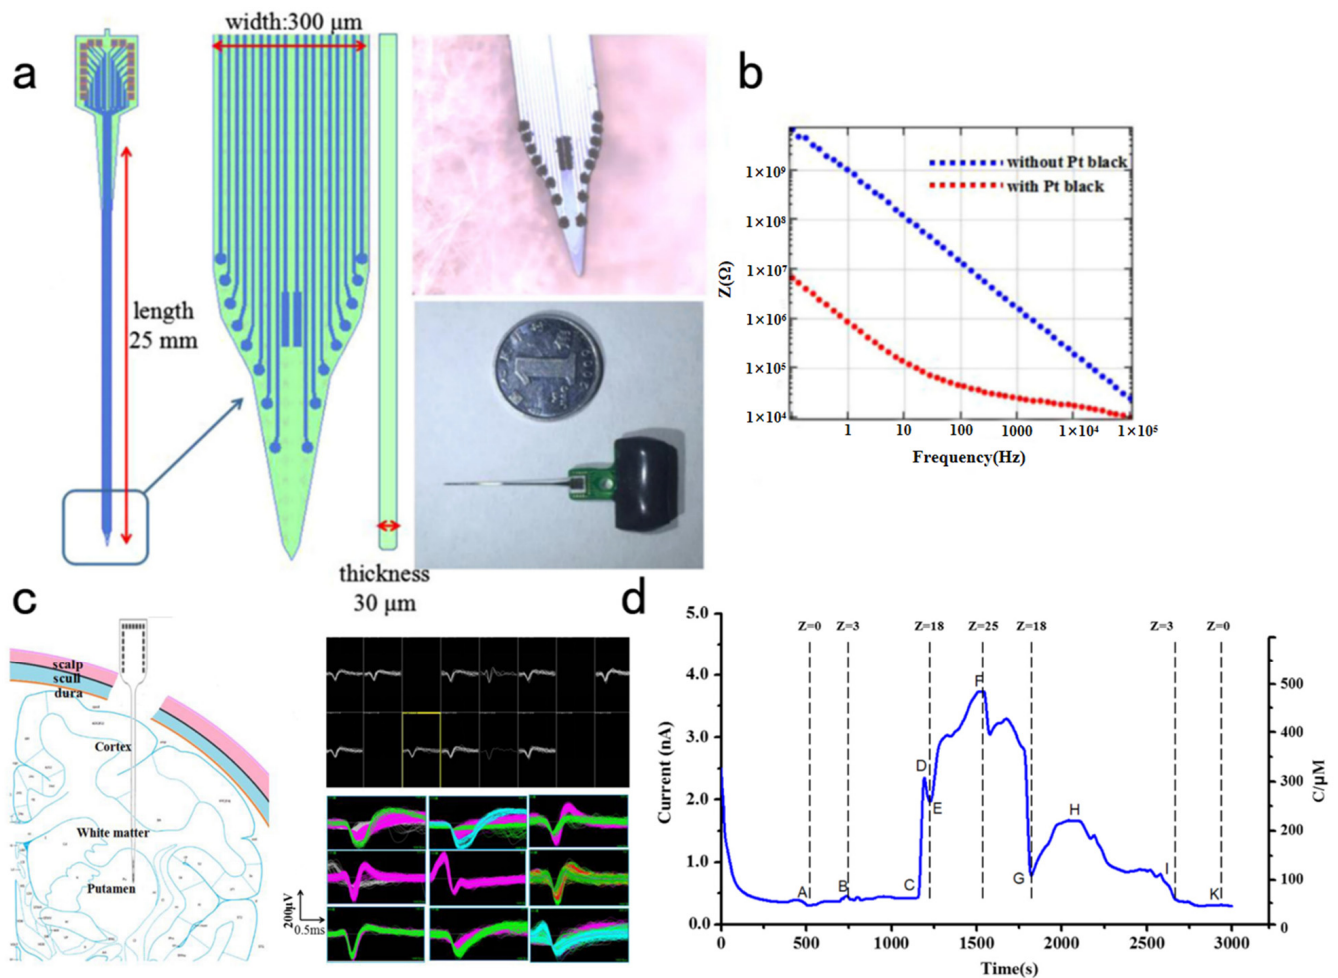 a
width:300 μm
length
25 mm
thickness
30 μm
1
b
Z(Ω)
1×10⁹
1×10⁸
1×10⁷
1×10⁶
1×10⁵
1×10⁴
without Pt black
with Pt black
1 10 100 1000 1×10⁴ 1×10⁵
Frequency(Hz)
c
scalp
scull
dura
Cortex
White matter
Putamen
200μV
0.5ms
d
Z=0 Z=3 Z=18 Z=25 Z=18 Z=3 Z=0
Current (nA)
5.0
4.0
3.0
2.0
1.0
0.0
A B C D E F G H I K
500
400
300
200
100
0
C/μM
0 500 1000 1500 2000 2500 3000
Time(s)